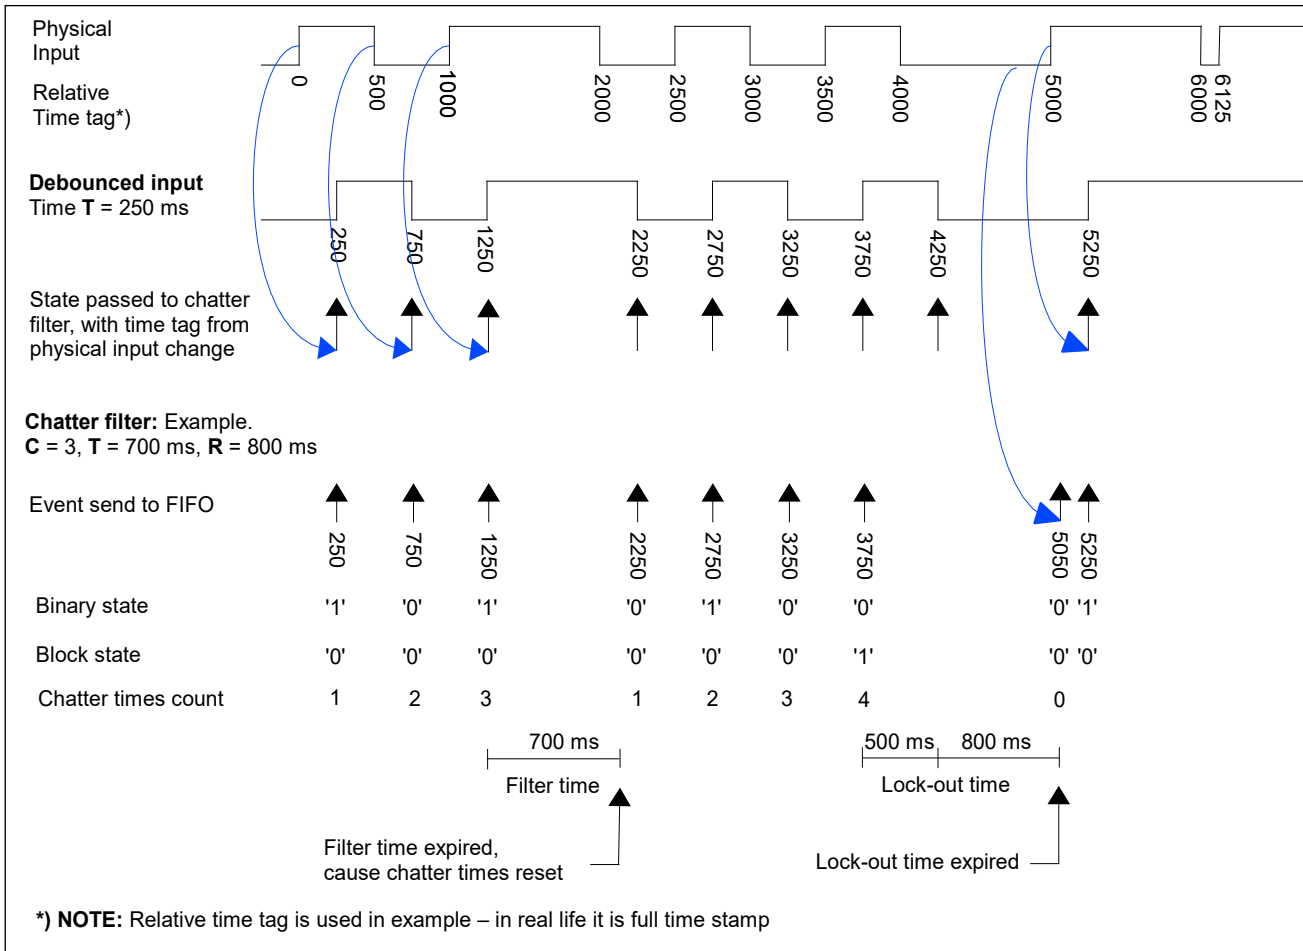 Physical
Input
Relative
Time tag*)
0 500 1000 2000 2500 3000 3500 4000 5000 6000 6125
Debounced input
Time T = 250 ms
250 750 1250 2250 2750 3250 3750 4250 5250
State passed to chatter
filter, with time tag from
physical input change
Chatter filter: Example.
C = 3, T = 700 ms, R = 800 ms
Event send to FIFO
250 750 1250 2250 2750 3250 3750 5050 5250
Binary state '1' '0' '1' '0' '1' '0' '0' '0' '1'
Block state '0' '0' '0' '0' '0' '0' '1' '0' '0'
Chatter times count 1 2 3 1 2 3 4 0
700 ms 500 ms 800 ms
Filter time Lock-out time
Filter time expired,
cause chatter times reset
Lock-out time expired
*) NOTE: Relative time tag is used in example – in real life it is full time stamp